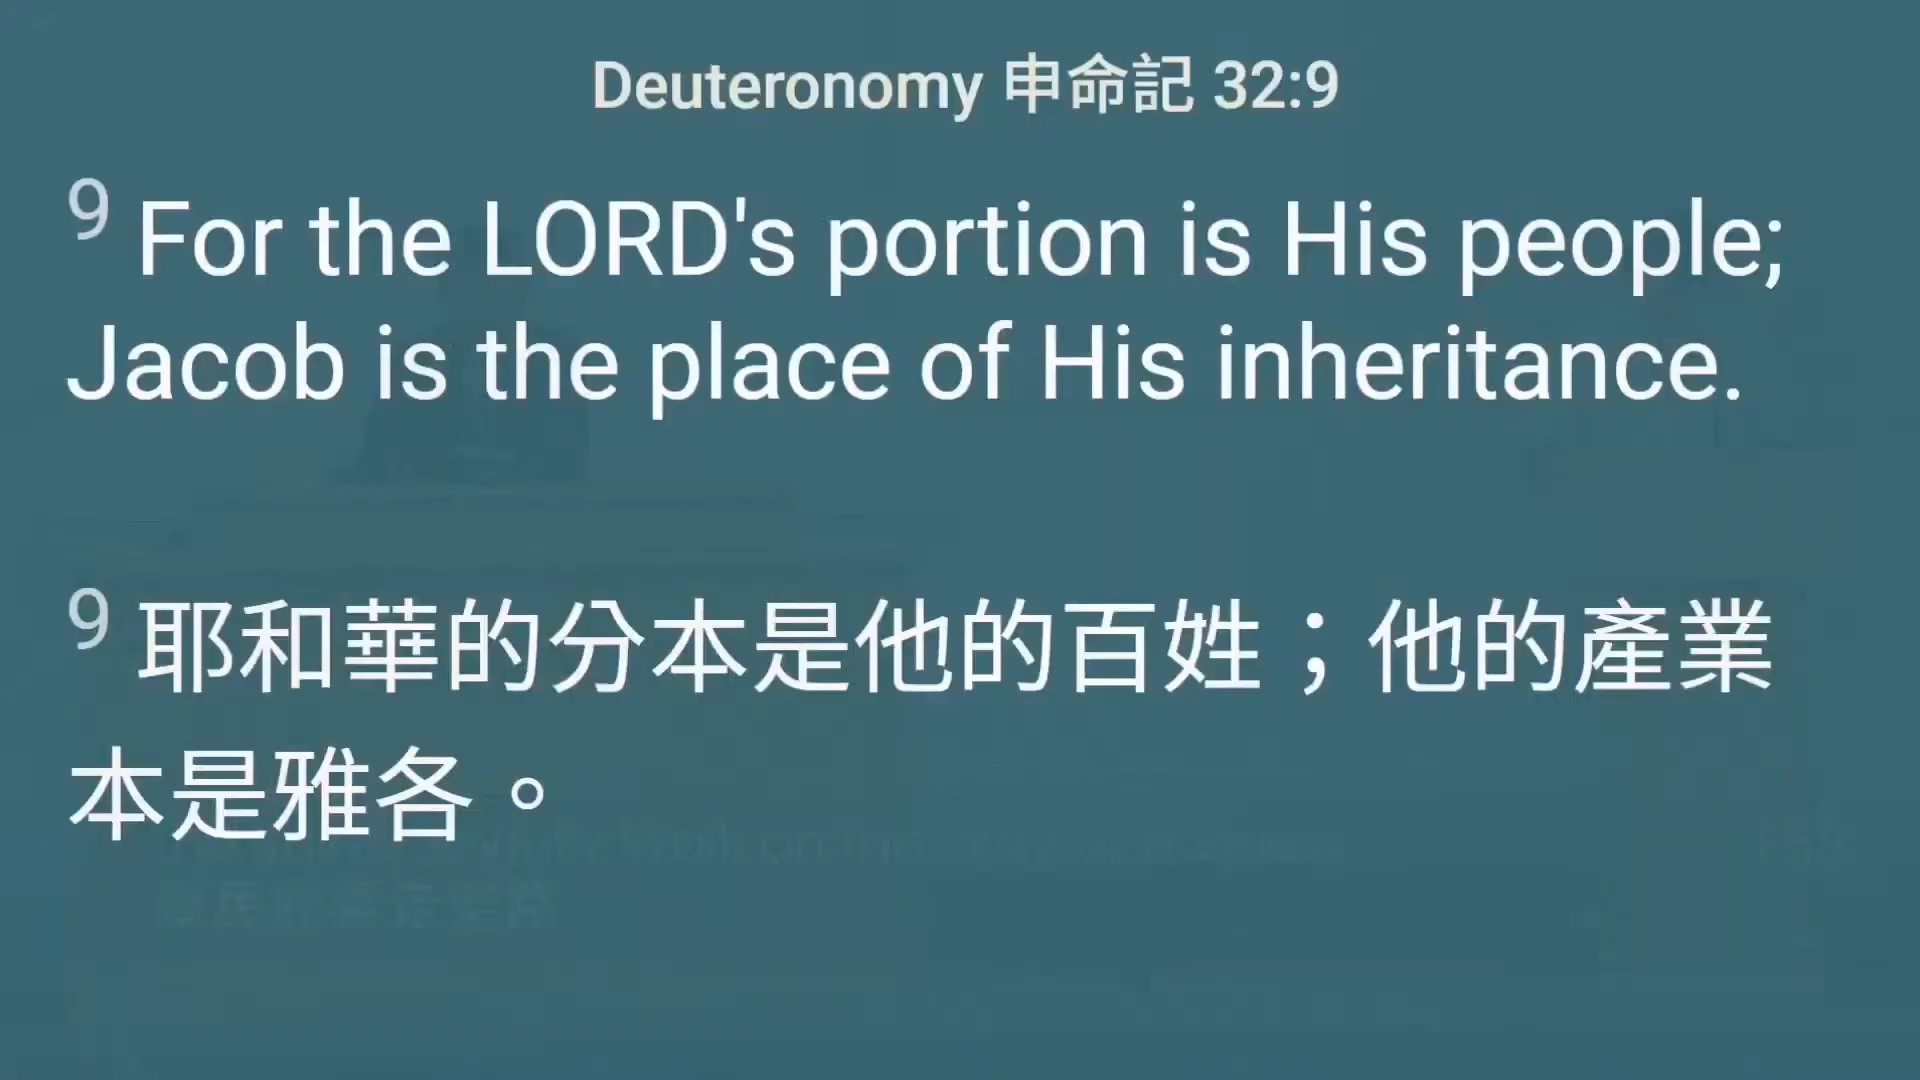 Deuteronomy 申命記 32:9
9 For the LORD's portion is His people;
Jacob is the place of His inheritance.
9 耶和華的分本是他的百姓；他的產業
本是雅各。